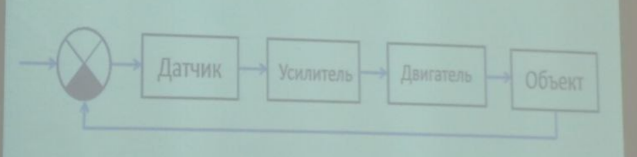 Датчик
Усилитель
Двигатель
Объект